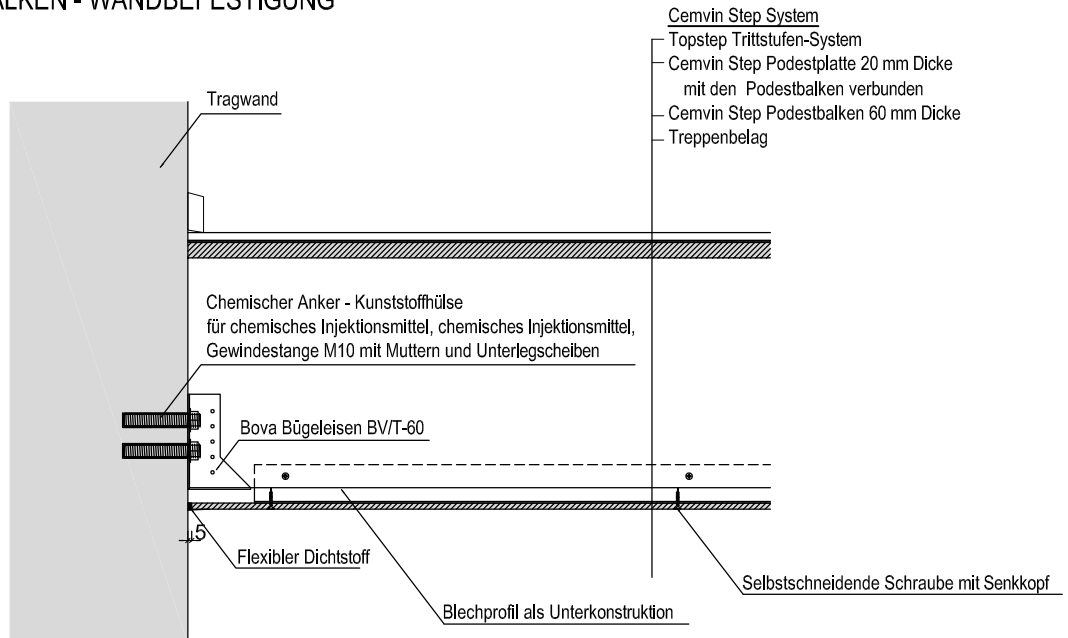 Cemvin Step System
Topstep Trittstufen-System
Cemvin Step Podestplatte 20 mm Dicke
mit den Podestbalken verbunden
Cemvin Step Podestbalken 60 mm Dicke
Treppenbelag
Tragwand
Chemischer Anker - Kunststoffhülse
für chemisches Injektionsmittel, chemisches Injektionsmittel,
Gewindestange M10 mit Muttern und Unterlegscheiben
Bova Bügeleisen BV/T-60
5
Flexibler Dichtstoff
Selbstschneidende Schraube mit Senkkopf
Blechprofil als Unterkonstruktion